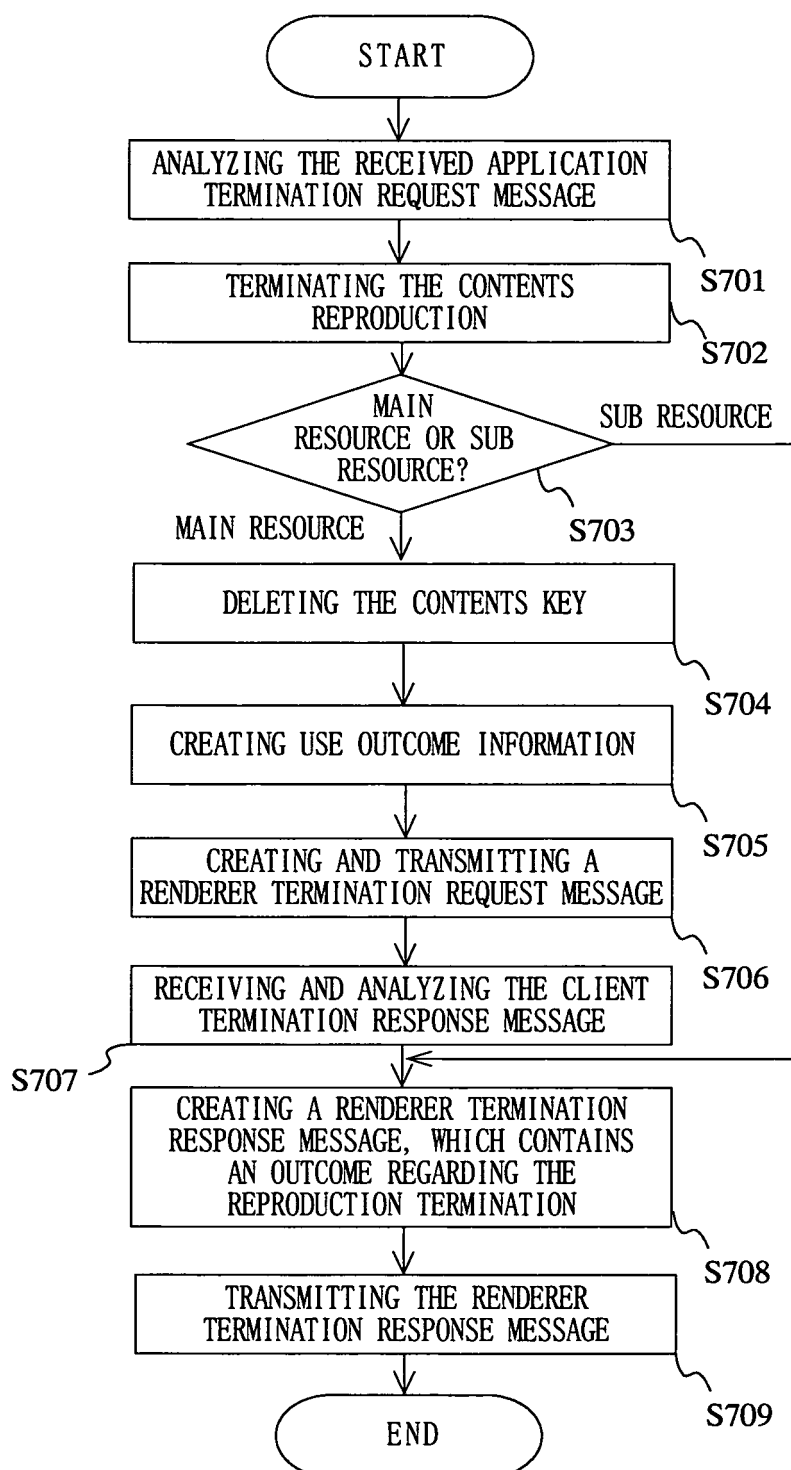 START
ANALYZING THE RECEIVED APPLICATION
TERMINATION REQUEST MESSAGE
S701
TERMINATING THE CONTENTS
REPRODUCTION
S702
MAIN
RESOURCE OR SUB
RESOURCE?
SUB RESOURCE
S703
MAIN RESOURCE
DELETING THE CONTENTS KEY
S704
CREATING USE OUTCOME INFORMATION
S705
CREATING AND TRANSMITTING A
RENDERER TERMINATION REQUEST MESSAGE
S706
RECEIVING AND ANALYZING THE CLIENT
TERMINATION RESPONSE MESSAGE
S707
CREATING A RENDERER TERMINATION
RESPONSE MESSAGE, WHICH CONTAINS
AN OUTCOME REGARDING THE
REPRODUCTION TERMINATION
S708
TRANSMITTING THE RENDERER
TERMINATION RESPONSE MESSAGE
S709
END